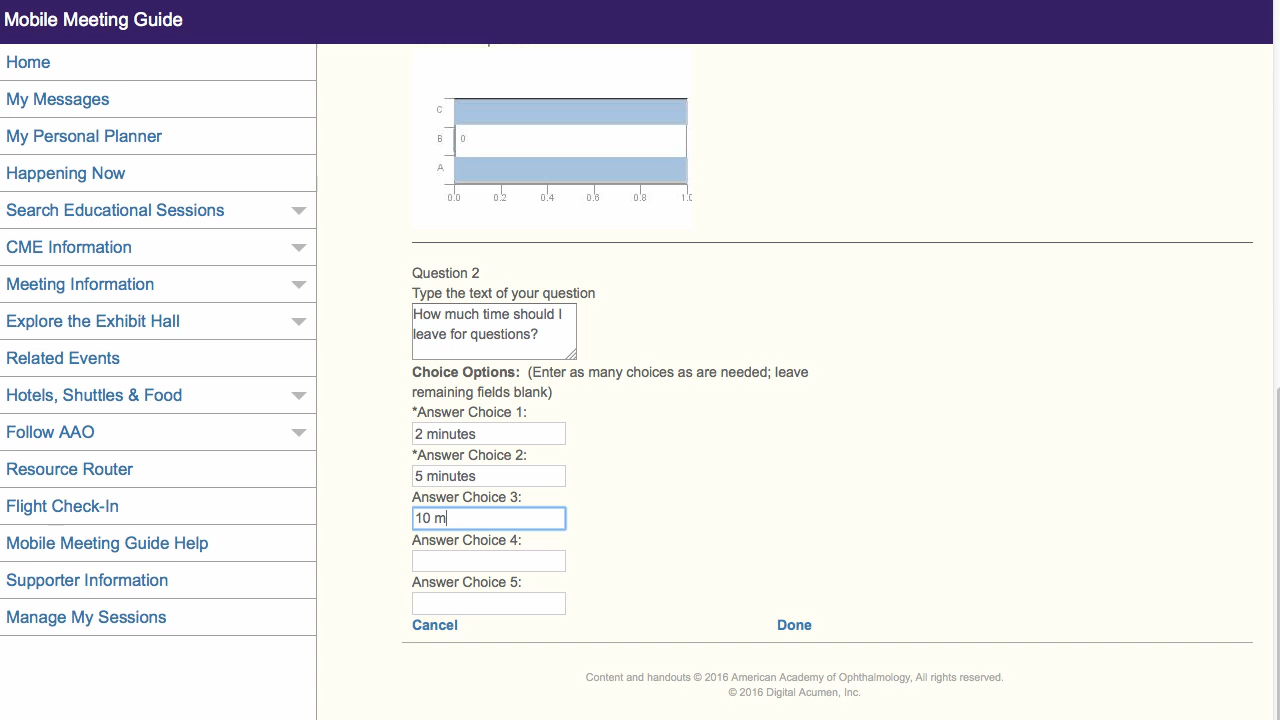 Mobile Meeting Guide
Home
My Messages
My Personal Planner
Happening Now
Search Educational Sessions
CME Information
Meeting Information
Explore the Exhibit Hall
Related Events
Hotels, Shuttles & Food
Follow AAO
Resource Router
Flight Check-In
Mobile Meeting Guide Help
Supporter Information
Manage My Sessions
C
B 0
A
0.0 0.2 0.4 0.6 0.8 1.0
Question 2
Type the text of your question
How much time should I
leave for questions?
Choice Options: (Enter as many choices as are needed; leave
remaining fields blank)
*Answer Choice 1:
2 minutes
*Answer Choice 2:
5 minutes
Answer Choice 3:
10 m
Answer Choice 4:
Answer Choice 5:
Cancel Done
Content and handouts © 2016 American Academy of Ophthalmology, All rights reserved.
© 2016 Digital Acumen, Inc.